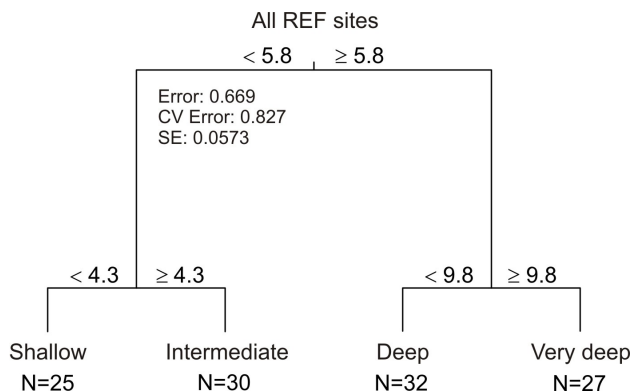 All REF sites
< 5.8 ≥ 5.8
Error: 0.669
CV Error: 0.827
SE: 0.0573
< 4.3 ≥ 4.3 < 9.8 ≥ 9.8
Shallow Intermediate Deep Very deep
N=25 N=30 N=32 N=27